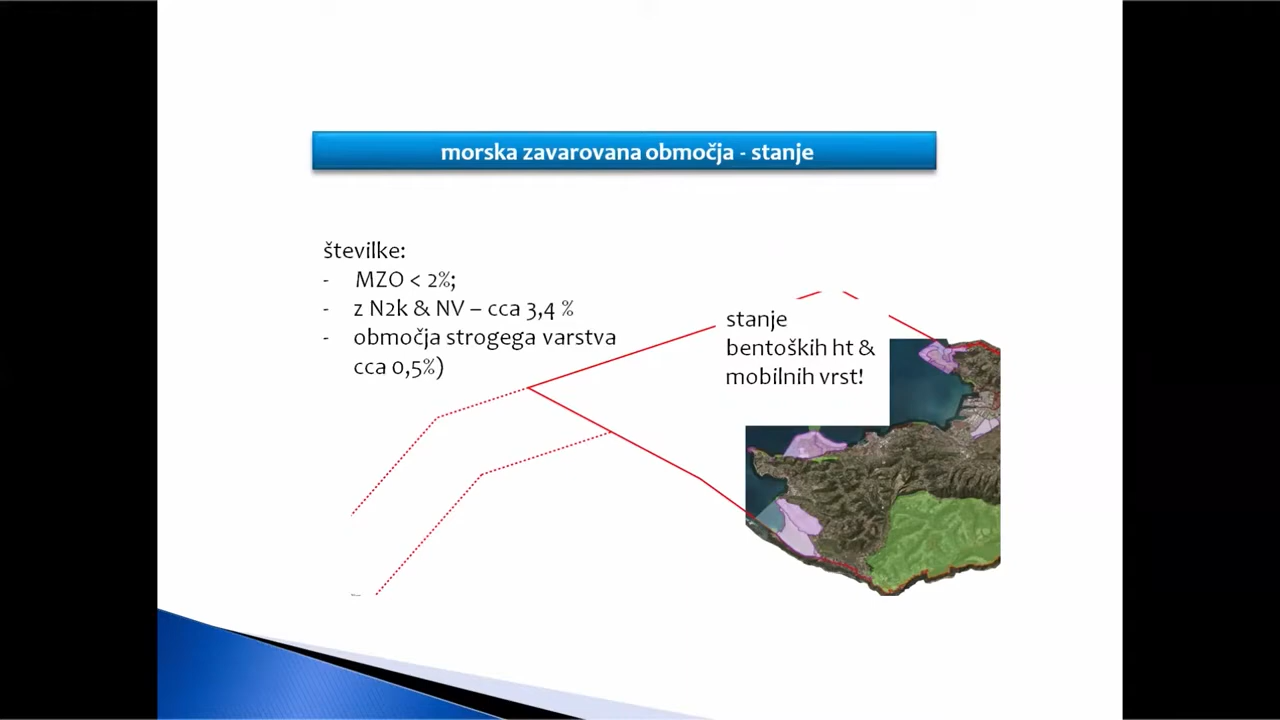 morska zavarovana območja - stanje
številke:
- MZO < 2%;
- z N2k & NV – cca 3,4 %
- območja strogega varstva
cca 0,5%)
stanje
bentoških ht &
mobilnih vrst!